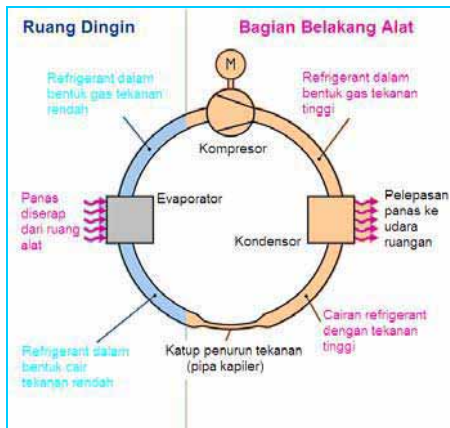 Ruang Dingin
Bagian Belakang Alat
M
Refrigerant dalam
bentuk gas tekanan
rendah
Refrigerant dalam
bentuk gas tekanan
tinggi
Kompresor
Panas
diserap
dari ruang
alat
Evaporator
Kondensor
Pelepasan
panas ke
udara
ruangan
Refrigerant dalam
bentuk cair
tekanan rendah
Katup penurun tekanan
(pipa kapiler)
Cairan refrigerant
dengan tekanan
tinggi